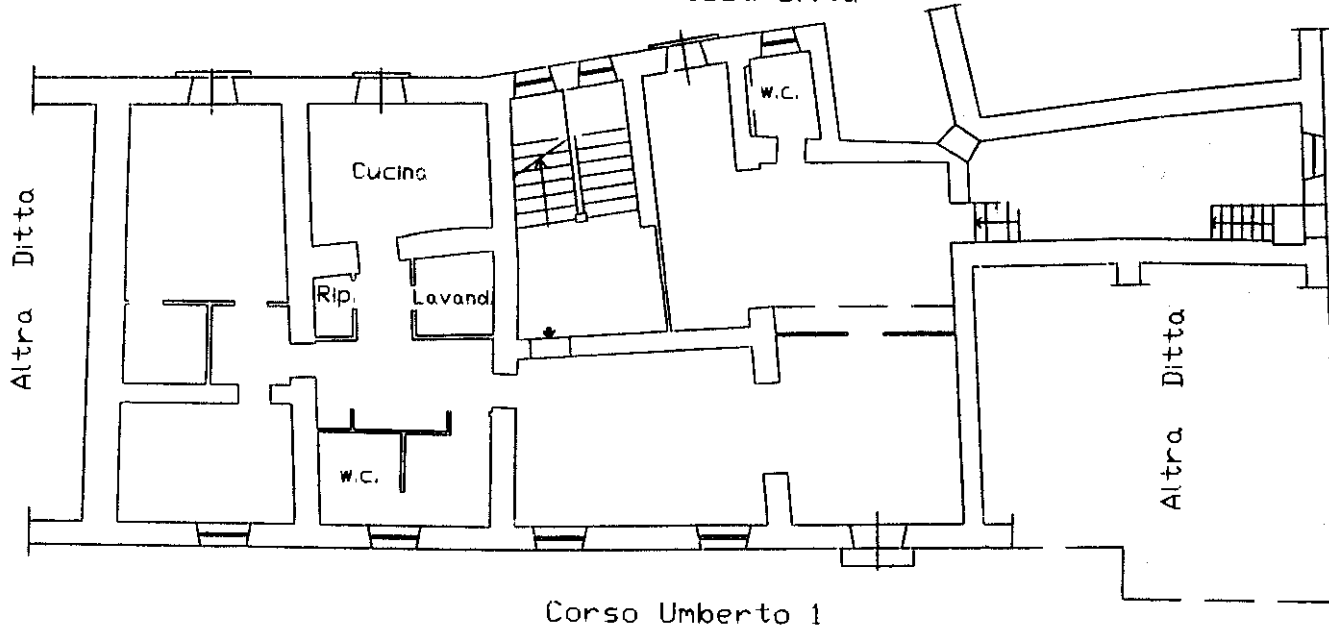 w.c.
Cucina
Rip.
Lavand.
Altra Ditta
Altra Ditta
w.c.
Corso Umberto 1